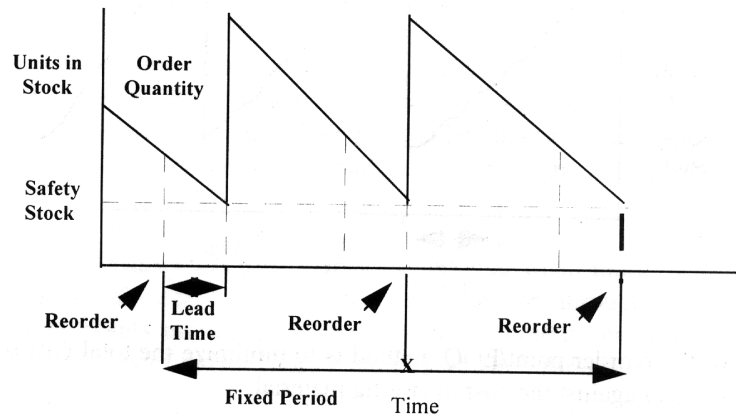 Units in
Stock
Order
Quantity
Safety
Stock
Reorder
Lead
Time
Reorder
Reorder
X
Fixed Period
Time